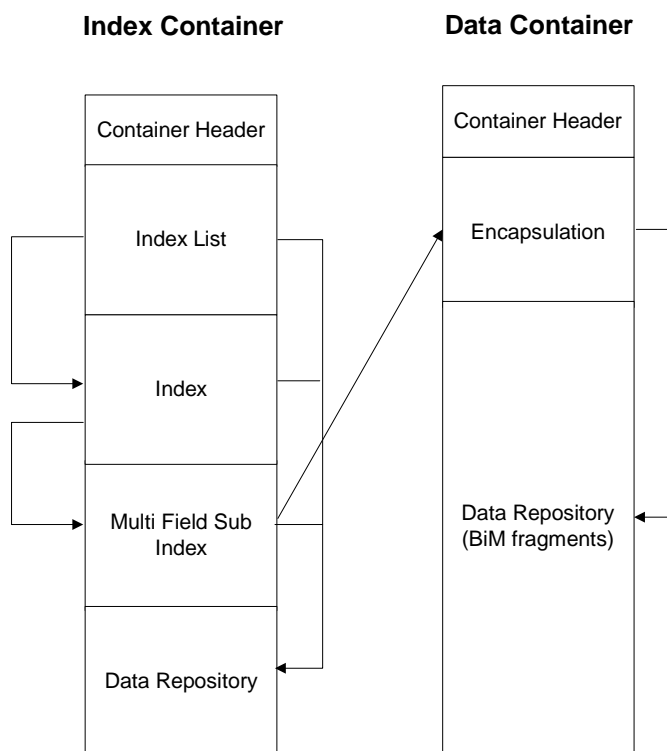 Index Container
Container Header
Index List
Index
Multi Field Sub
Index
Data Repository
Data Container
Container Header
Encapsulation
Data Repository
(BiM fragments)